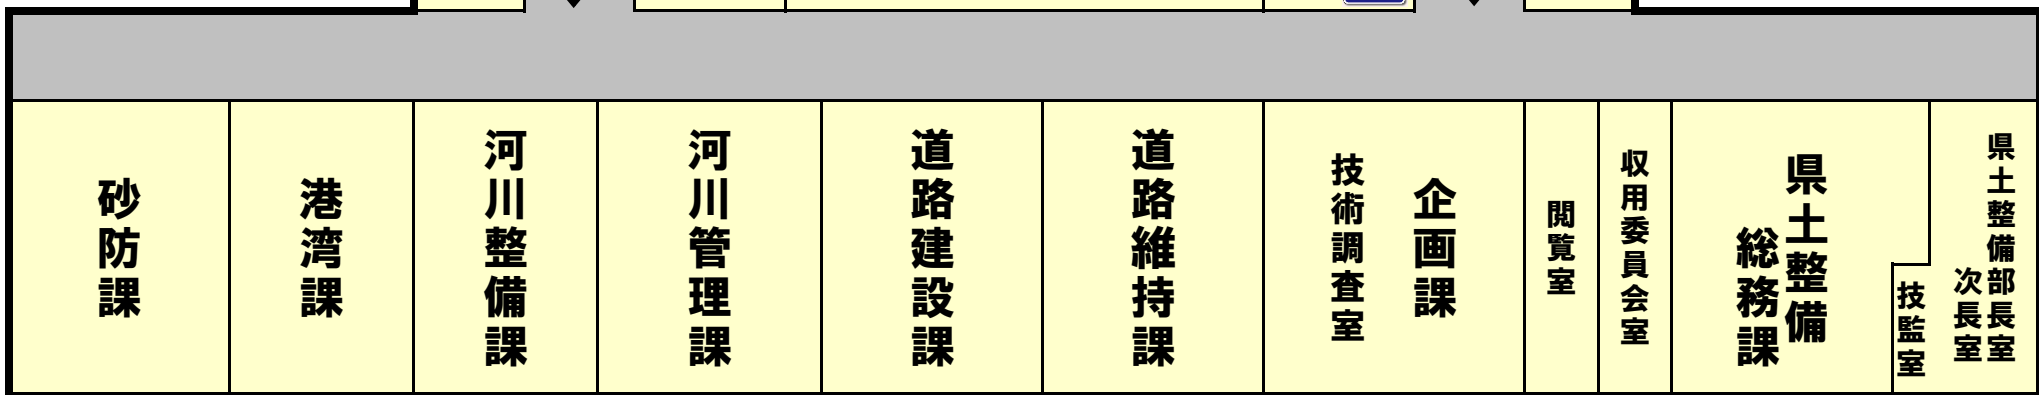 砂防課
港湾課
河川整備課
河川管理課
道路建設課
道路維持課
企画課
技術調査室
閲覧室
収用委員会室
県土整備
総務課
技監室
県土整備部長室
次長室